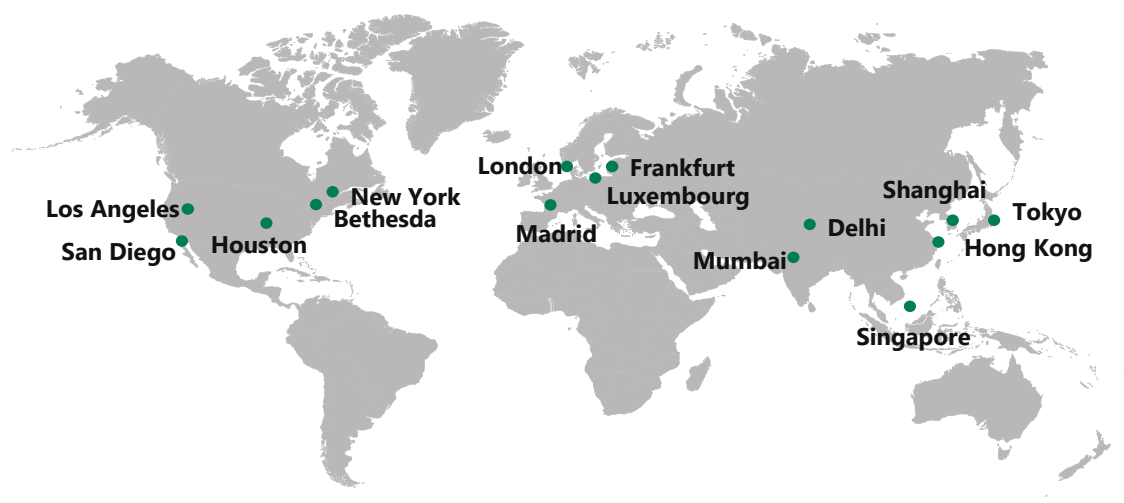 London
Frankfurt
Luxembourg
Shanghai
New York
Los Angeles
Bethesda
Tokyo
Madrid
Delhi
San Diego
Houston
Hong Kong
Mumbai
Singapore